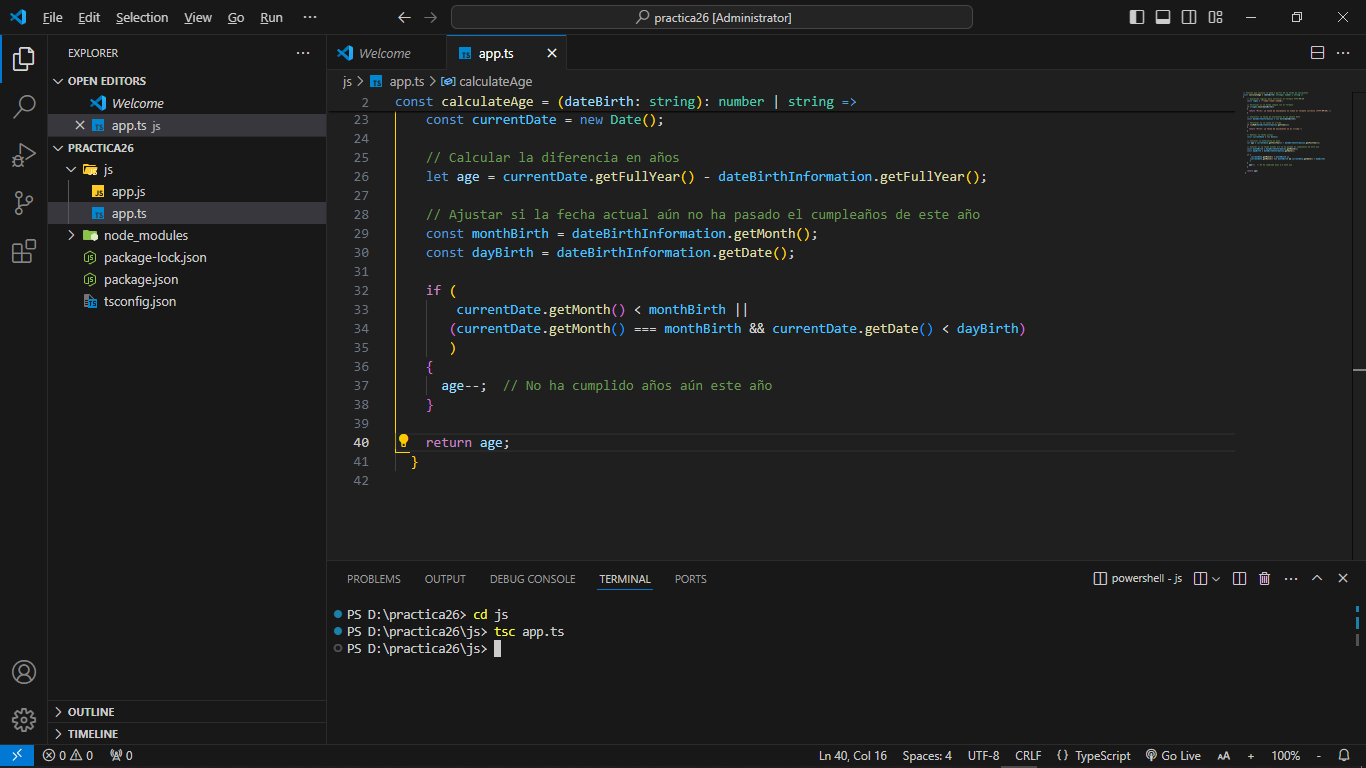 File Edit Selection View Go Run ··· practica26 [Administrator]
EXPLORER ···
OPEN EDITORS
Welcome
app.ts js
PRACTICA26
js
app.js
app.ts
node_modules
package-lock.json
package.json
tsconfig.json
OUTLINE
TIMELINE
Welcome app.ts
js > app.ts > calculateAge
2 const calculateAge = (dateBirth: string): number | string =>
23 const currentDate = new Date();
24
25 // Calcular la diferencia en años
26 let age = currentDate.getFullYear() - dateBirthInformation.getFullYear();
27
28 // Ajustar si la fecha actual aún no ha pasado el cumpleaños de este año
29 const monthBirth = dateBirthInformation.getMonth();
30 const dayBirth = dateBirthInformation.getDate();
31
32 if (
33 currentDate.getMonth() < monthBirth ||
34 (currentDate.getMonth() === monthBirth && currentDate.getDate() < dayBirth)
35 )
36 {
37 age--; // No ha cumplido años aún este año
38 }
39
40 return age;
41 }
42
PROBLEMS OUTPUT DEBUG CONSOLE TERMINAL PORTS powershell - js
PS D:\practica26> cd js
PS D:\practica26\js> tsc app.ts
PS D:\practica26\js>
0 0 0 Ln 40, Col 16 Spaces: 4 UTF-8 CRLF {} TypeScript Go Live AA + 100% -